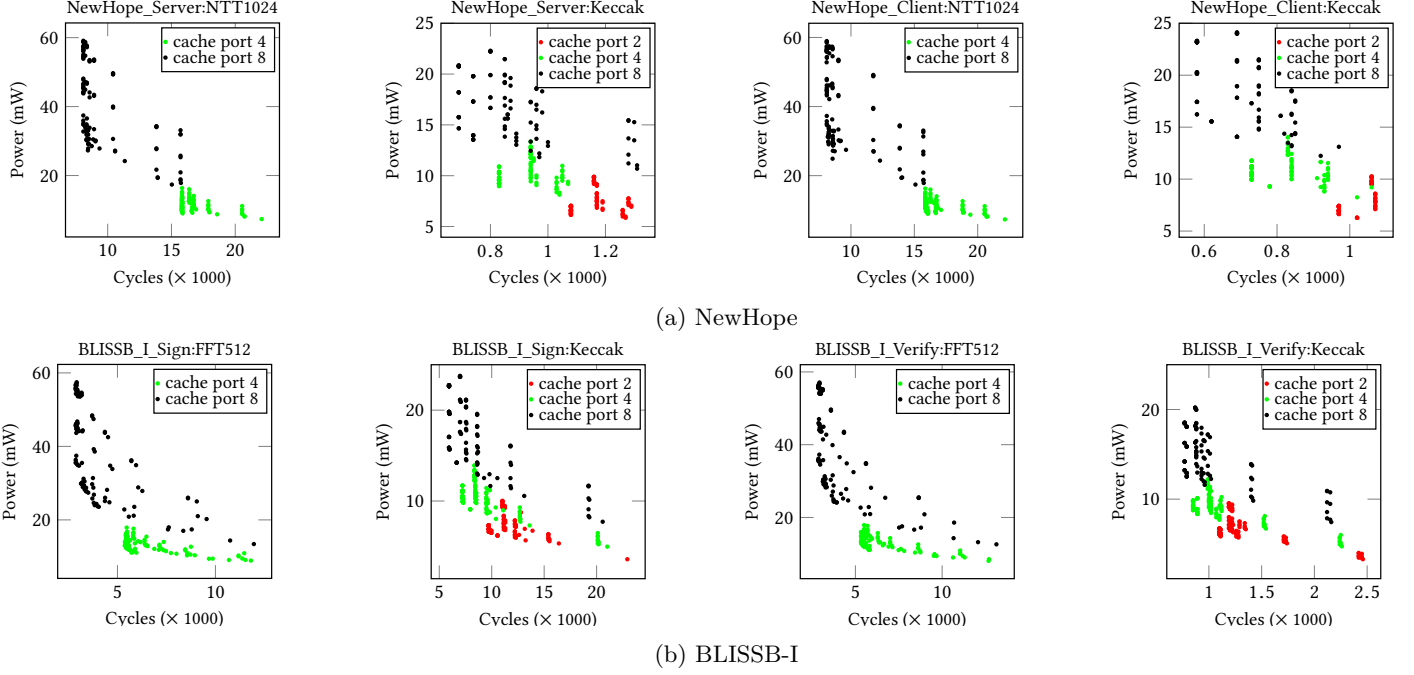 NewHope_Server:NTT1024
60
40
20
Power (mW)
10
15
20
Cycles (× 1000)
cache port 4
cache port 8
NewHope_Server:Keccak
25
20
15
10
5
Power (mW)
0.8
1
1.2
Cycles (× 1000)
cache port 2
cache port 4
cache port 8
NewHope_Client:NTT1024
60
40
20
Power (mW)
10
15
20
Cycles (× 1000)
cache port 4
cache port 8
NewHope_Client:Keccak
25
20
15
10
5
Power (mW)
0.6
0.8
1
Cycles (× 1000)
cache port 2
cache port 4
cache port 8
(a) NewHope
BLISSB_I_Sign:FFT512
60
40
20
Power (mW)
5
10
Cycles (× 1000)
cache port 4
cache port 8
BLISSB_I_Sign:Keccak
20
10
Power (mW)
5
10
15
20
Cycles (× 1000)
cache port 2
cache port 4
cache port 8
BLISSB_I_Verify:FFT512
60
40
20
Power (mW)
5
10
Cycles (× 1000)
cache port 4
cache port 8
BLISSB_I_Verify:Keccak
20
10
Power (mW)
1
1.5
2
2.5
Cycles (× 1000)
cache port 2
cache port 4
cache port 8
(b) BLISSB-I